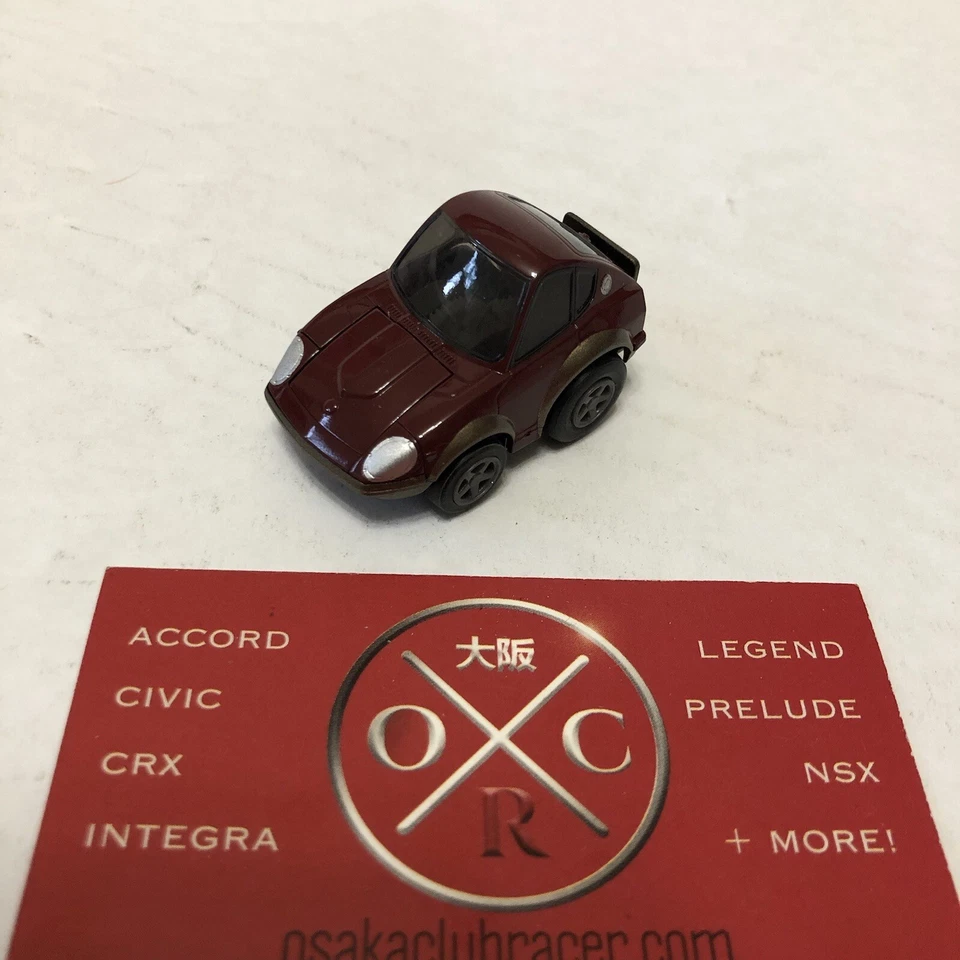 ACCORD
CIVIC
CRX
INTEGRA
大阪
O C
R
LEGEND
PRELUDE
NSX
+ MORE!
osakaclubracer.com